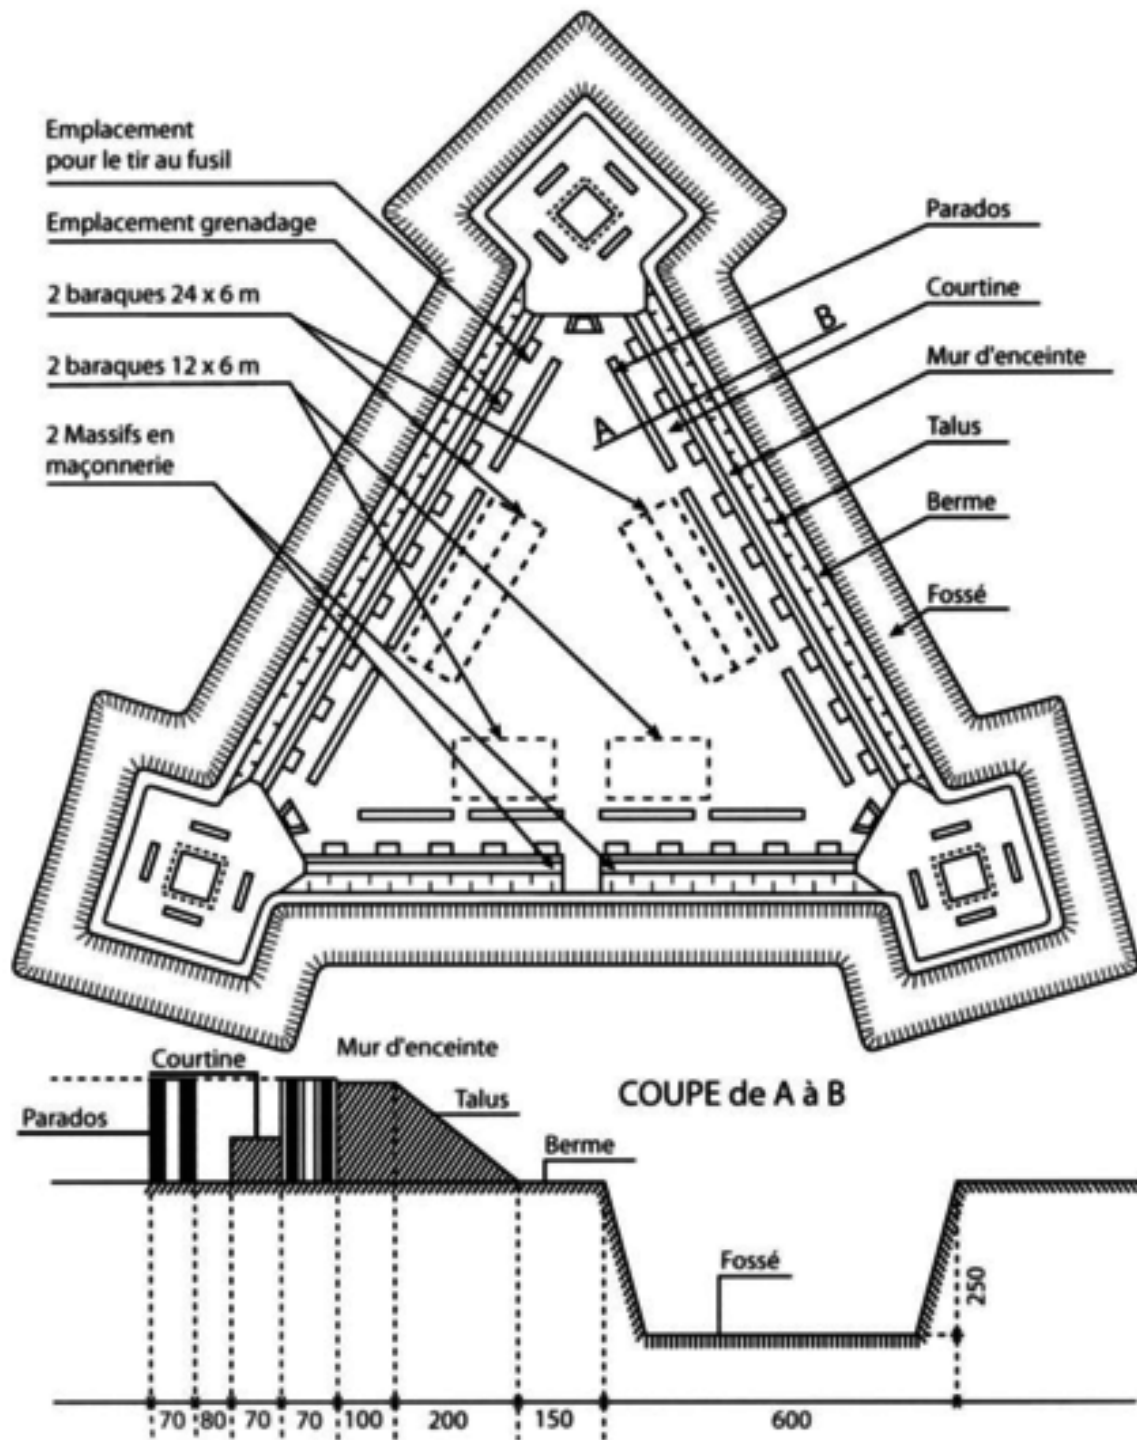 Emplacement
pour le tir au fusil
Emplacement grenadage
2 baraques 24 x 6 m
2 baraques 12 x 6 m
2 Massifs en
maçonnerie
Parados
Courtine
B
A
Mur d'enceinte
Talus
Berme
Fossé
Courtine
Mur d'enceinte
COUPE de A à B
Talus
Parados
Berme
Fossé
250
70 80 70 70 100 200 150 600